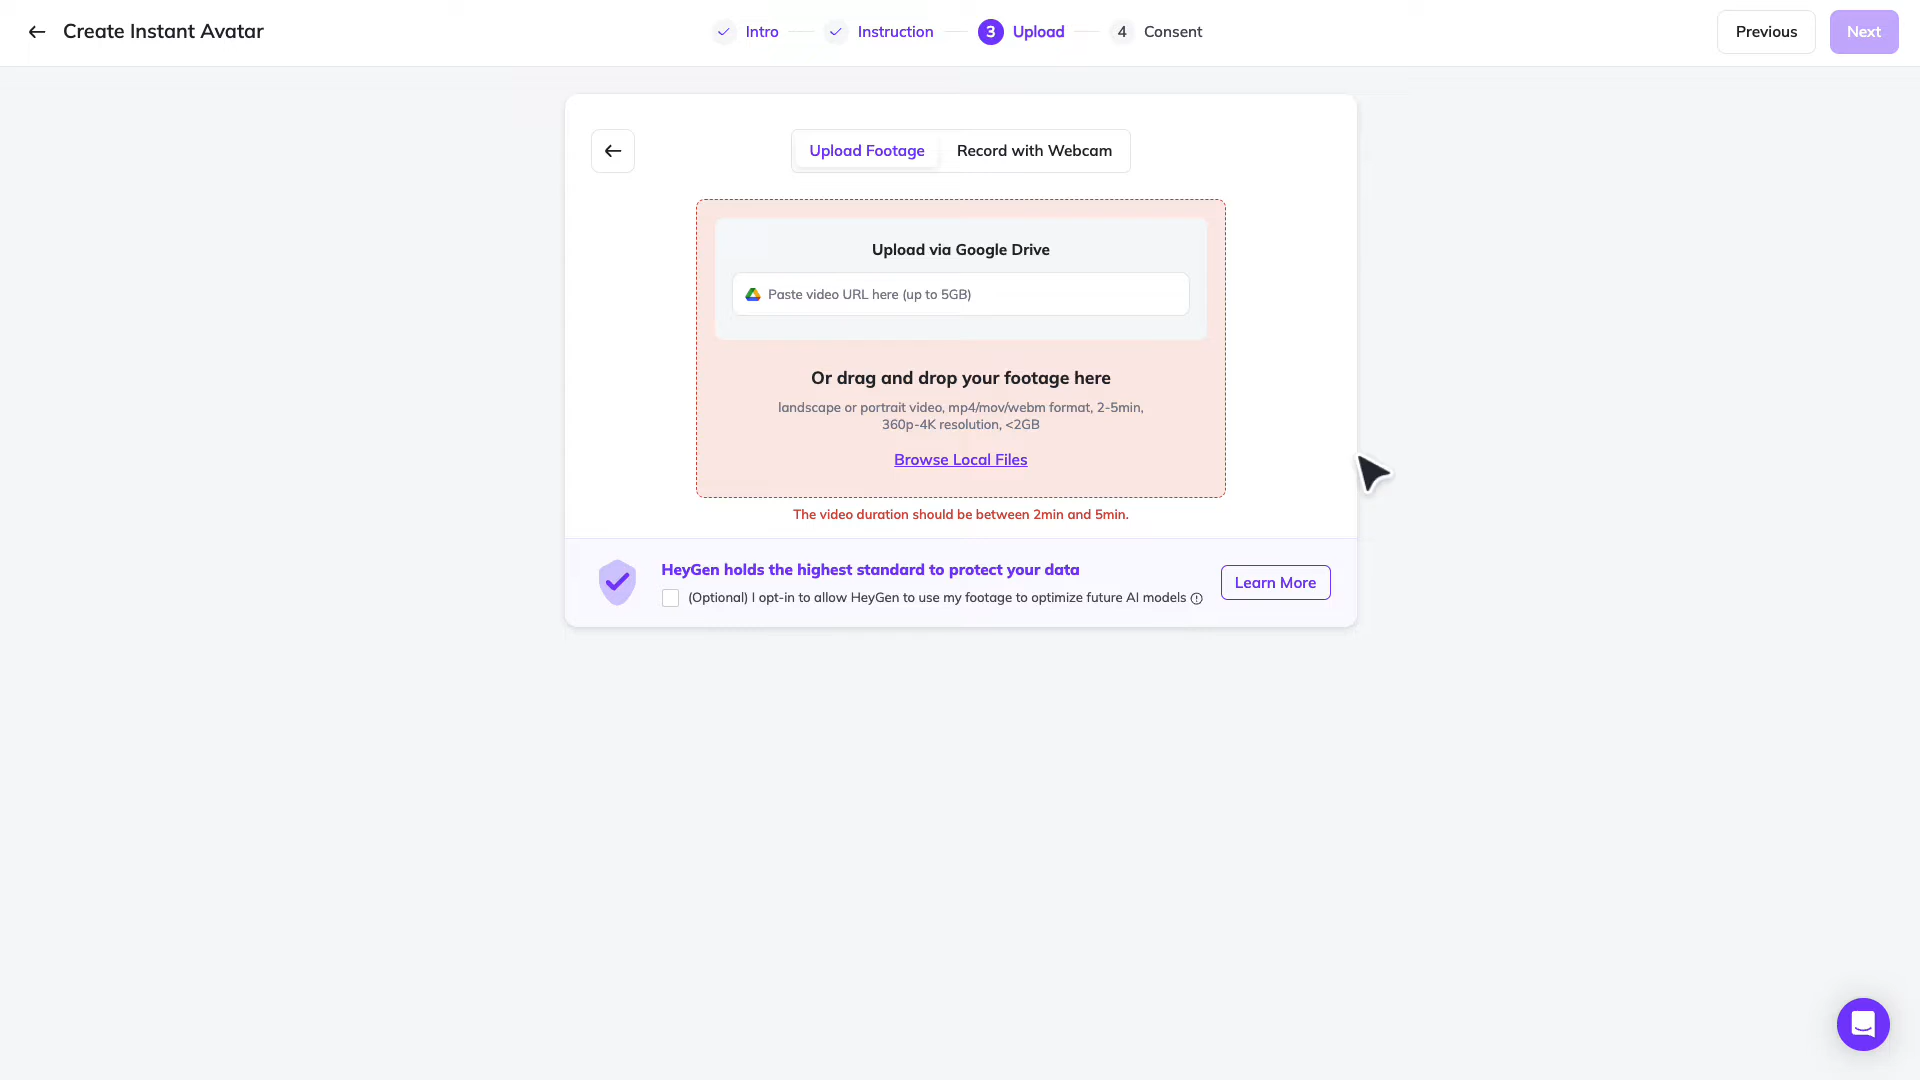 Create Instant Avatar
Intro
Instruction
3 Upload
4 Consent
Previous
Next
Upload Footage
Record with Webcam
Upload via Google Drive
Paste video URL here (up to 5GB)
Or drag and drop your footage here
landscape or portrait video, mp4/mov/webm format, 2-5min,
360p-4K resolution, <2GB
Browse Local Files
The video duration should be between 2min and 5min.
HeyGen holds the highest standard to protect your data
(Optional) I opt-in to allow HeyGen to use my footage to optimize future AI models
Learn More